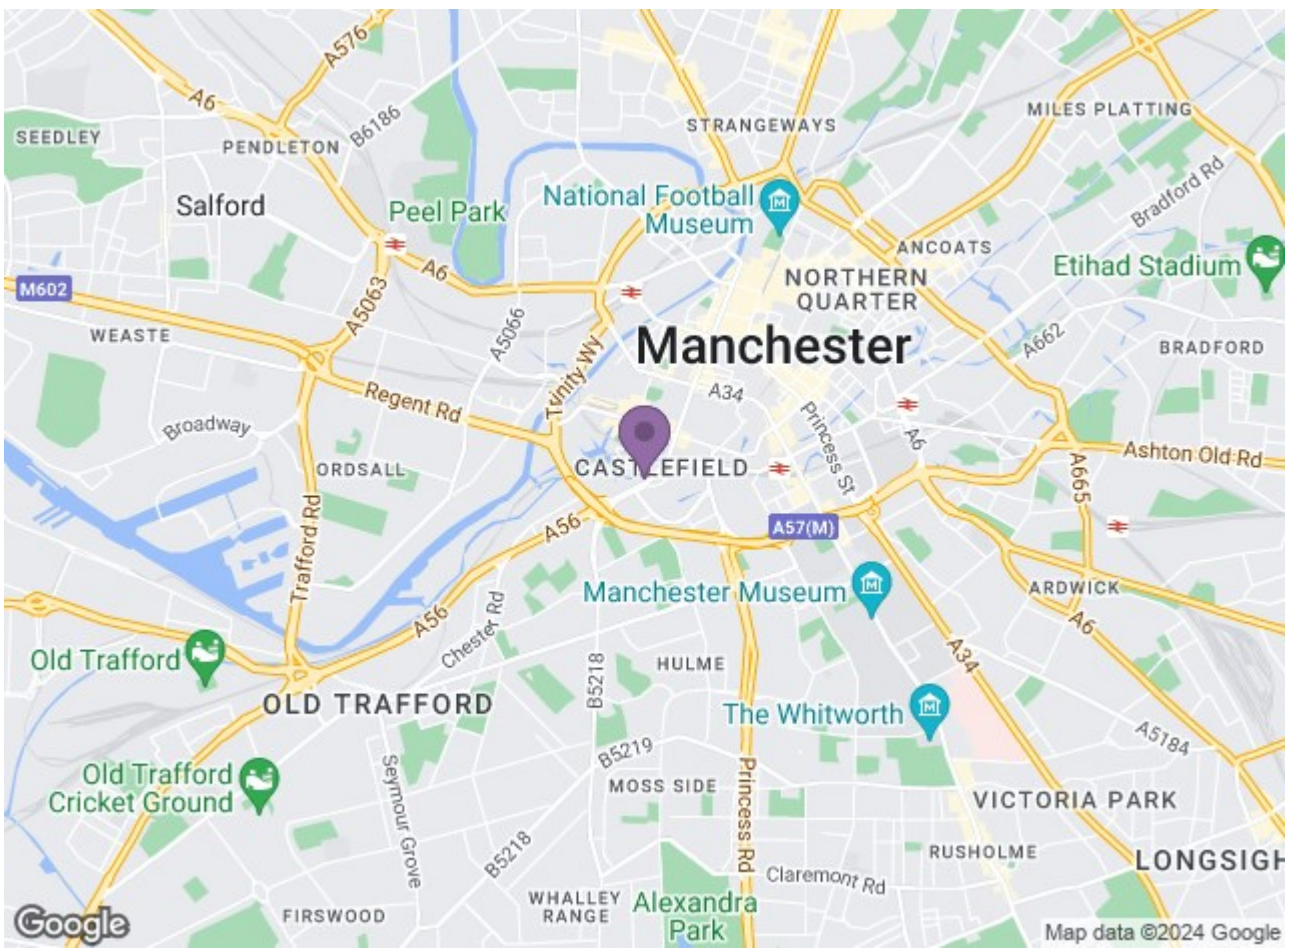 A576
A6
B6186
STRANGEWAYS
MILES PLATTING
SEEDLEY
PENDLETON
Bradford Rd
Salford
Peel Park
National Football
Museum
ANCOATS
Etihad Stadium
A6
NORTHERN
QUARTER
M602
A5063
A5066
WEASTE
Manchester
A662
BRADFORD
Trinity Wy
Regent Rd
A34
Princess St
A6
Broadway
ORDSALL
CASTLEFIELD
Ashton Old Rd
A665
Trafford Rd
A56
A57(M)
Manchester Museum
ARDWICK
A56
Chester Rd
A6
Old Trafford
HULME
A34
B5218
OLD TRAFFORD
The Whitworth
A5184
B5219
Old Trafford
Cricket Ground
Seymour Grove
MOSS SIDE
Princess Rd
VICTORIA PARK
B5218
RUSHOLME
LONGSIGH
Claremont Rd
WHALLEY
RANGE
Alexandra
Park
FIRSWOOD
Google
Map data ©2024 Google